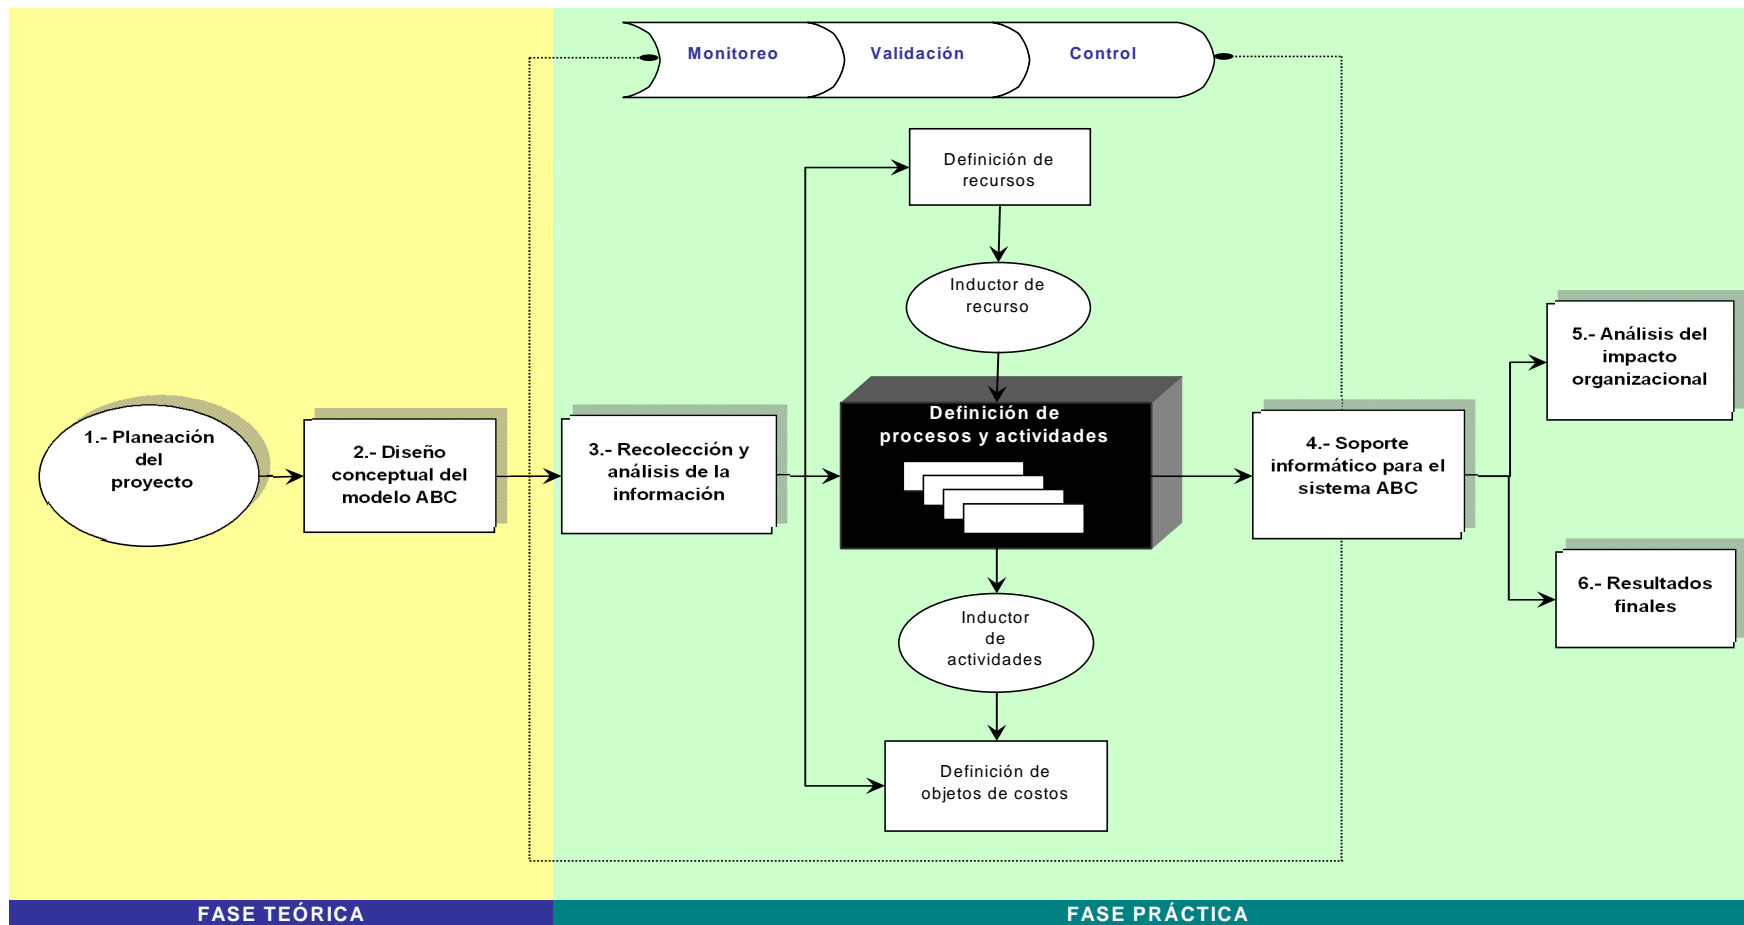 Monitoreo
Validación
Control
Definición de
recursos
Inductor de
recurso
1.- Planeación
del
proyecto
2.- Diseño
conceptual del
modelo ABC
3.- Recolección y
análisis de la
información
Definición de
procesos y actividades
4.- Soporte
informático para el
sistema ABC
5.- Análisis del
impacto
organizacional
6.- Resultados
finales
Inductor
de
actividades
Definición de
objetos de costos
FASE TEÓRICA
FASE PRÁCTICA